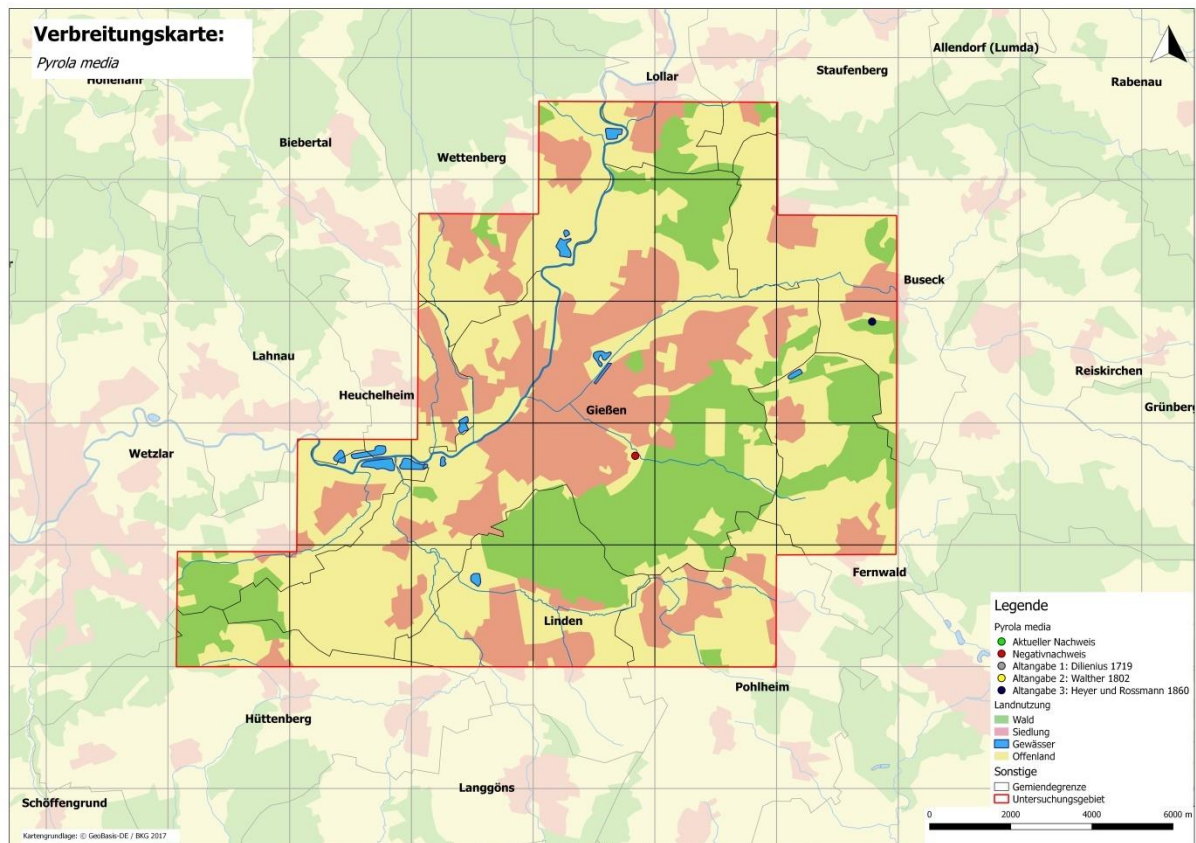 Verbreitungskarte:
Pyrola media
Hohenahr
Lollar
Allendorf (Lumda)
Staufenberg
Rabenau
Biebertal
Wettenberg
Buseck
Lahnau
Heuchelheim
Reiskirchen
Gießen
Grünberg
Wetzlar
Fernwald
Linden
Pohlheim
Hüttenberg
Langgöns
Schöffengrund
Legende
Pyrola media
Aktueller Nachweis
Negativnachweis
Altangabe 1: Dilienius 1719
Altangabe 2: Walther 1802
Altangabe 3: Heyer und Rossmann 1860
Landnutzung
Wald
Siedlung
Gewässer
Offenland
Sonstige
Gemiendegrenze
Untersuchungsgebiet
0 2000 4000 6000 m
Kartengrundlage: © GeoBasis-DE / BKG 2017